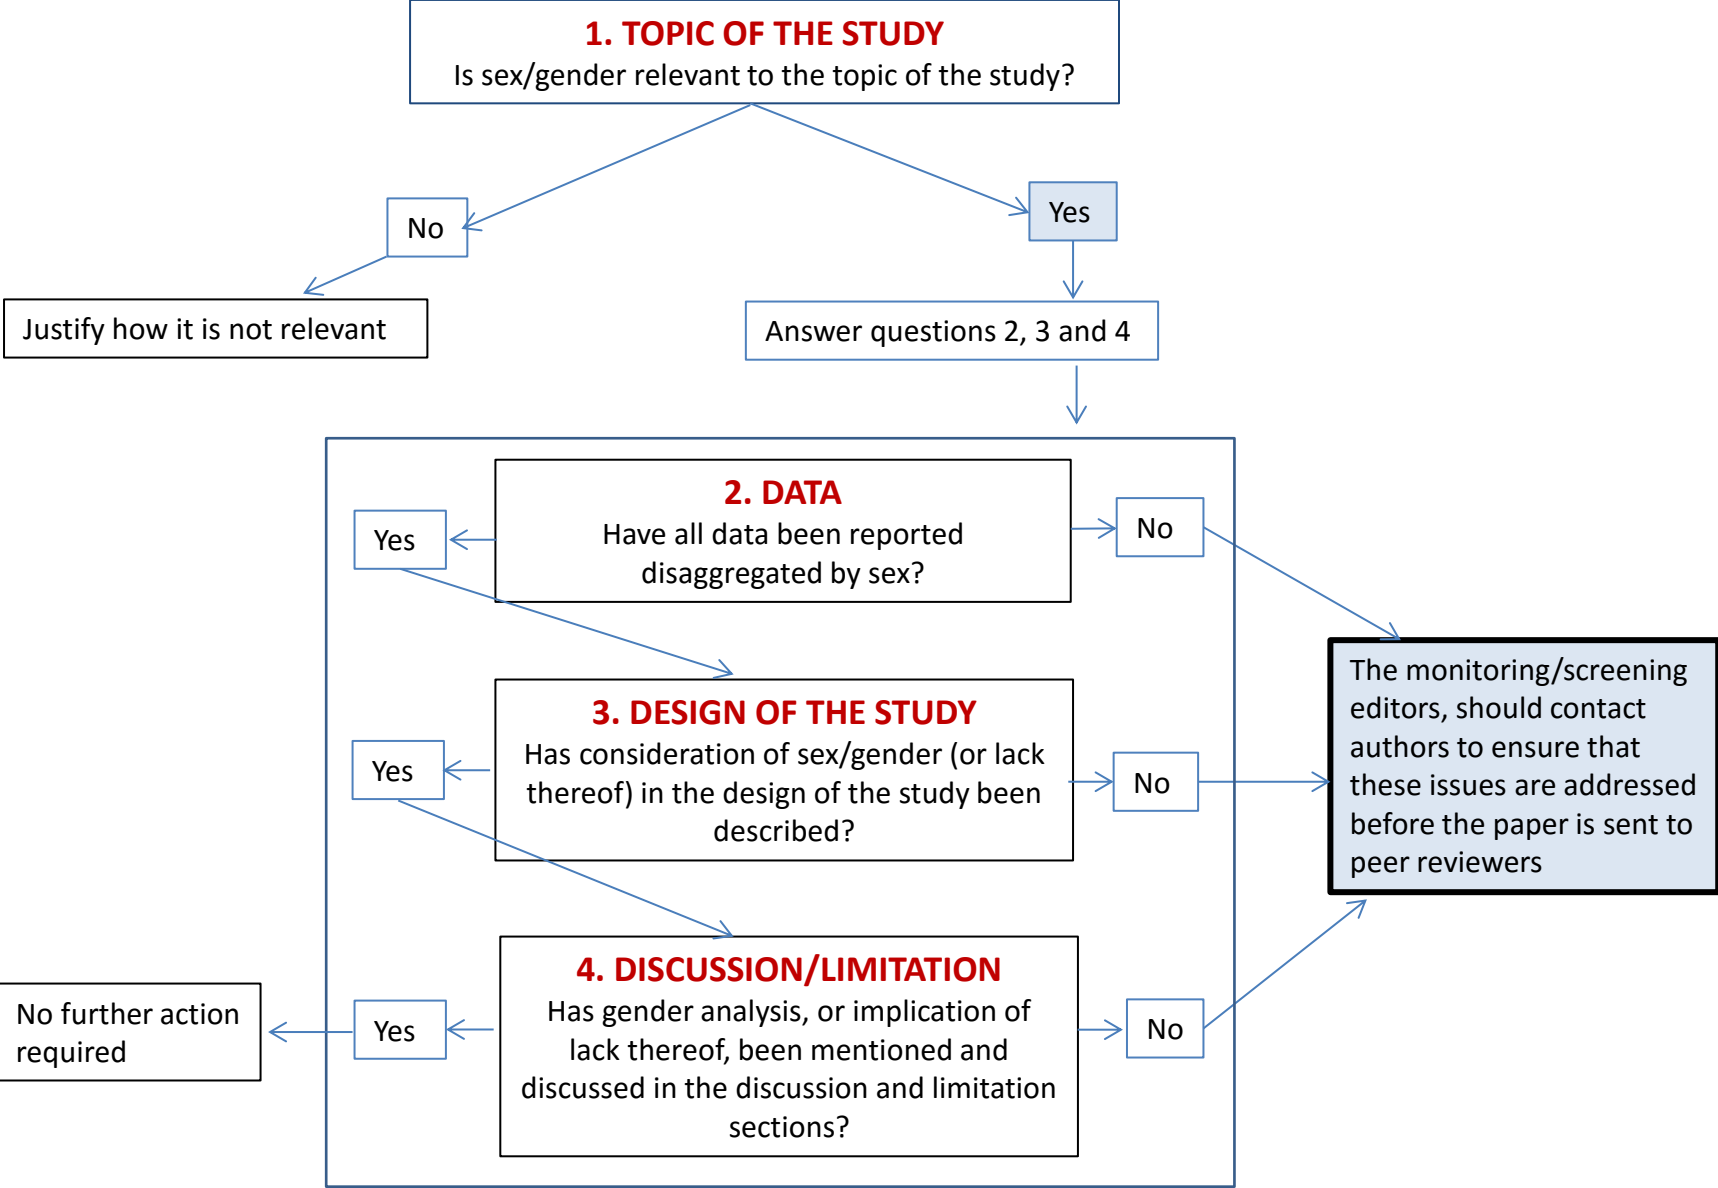 1. TOPIC OF THE STUDY
Is sex/gender relevant to the topic of the study?
No
Yes
Justify how it is not relevant
Answer questions 2, 3 and 4
2. DATA
Have all data been reported
disaggregated by sex?
Yes
No
3. DESIGN OF THE STUDY
Has consideration of sex/gender (or lack
thereof) in the design of the study been
described?
Yes
No
The monitoring/screening
editors, should contact
authors to ensure that
these issues are addressed
before the paper is sent to
peer reviewers
4. DISCUSSION/LIMITATION
Has gender analysis, or implication of
lack thereof, been mentioned and
discussed in the discussion and limitation
sections?
Yes
No
No further action
required